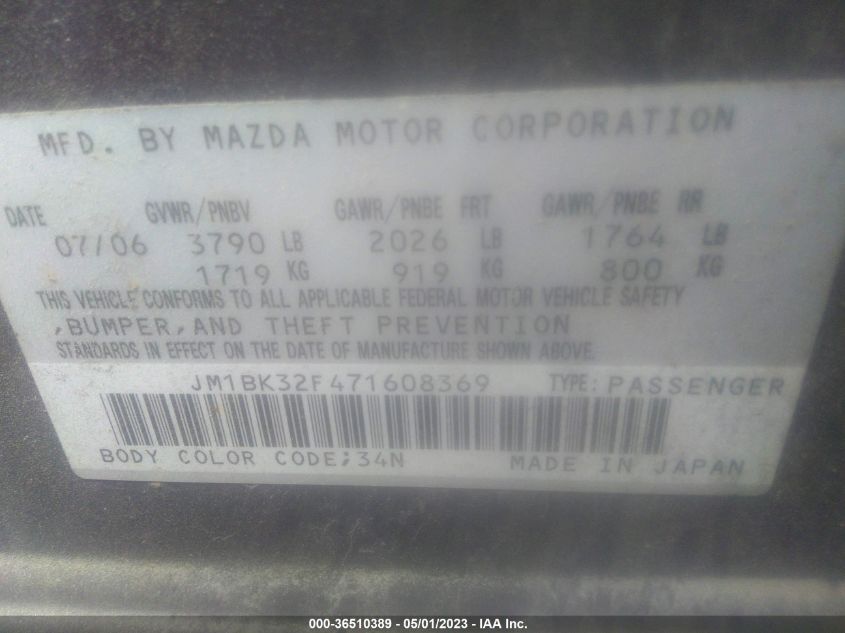 MFD. BY MAZDA MOTOR CORPORATION
DATE GVWR/PNBV GAWR/PNBE FRT GAWR/PNBE RR
07/06 3790 LB 2026 LB 1764 LB
1719 KG 919 KG 800 KG
THIS VEHICLE CONFORMS TO ALL APPLICABLE FEDERAL MOTOR VEHICLE SAFETY
,BUMPER,AND THEFT PREVENTION
STANDARDS IN EFFECT ON THE DATE OF MANUFACTURE SHOWN ABOVE.
JM1BK32F471608369 TYPE: PASSENGER
BODY COLOR CODE;34N MADE IN JAPAN
000-36510389 - 05/01/2023 - IAA Inc.